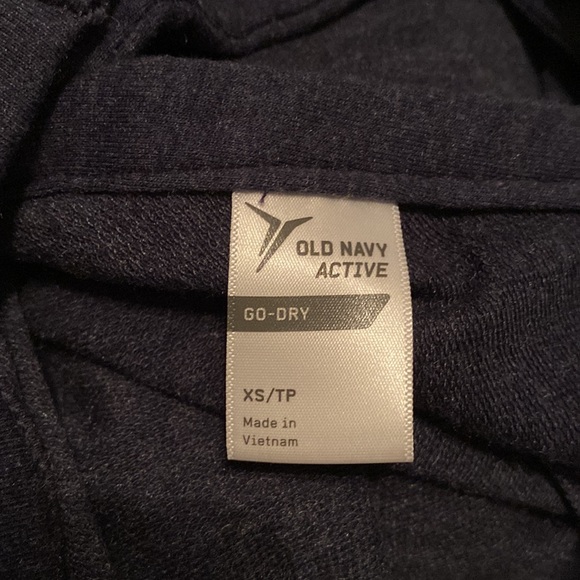 OLD NAVY
ACTIVE
GO-DRY
XS/TP
Made in
Vietnam